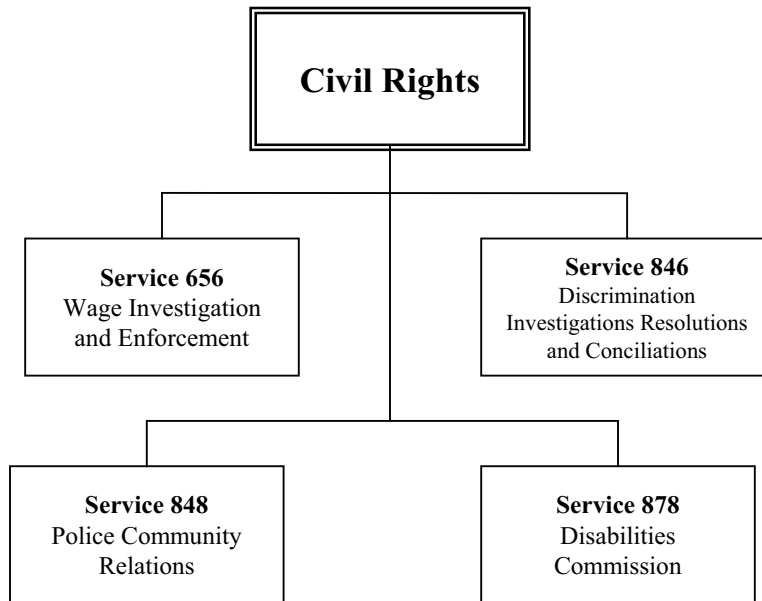 Civil Rights
Service 656
Wage Investigation
and Enforcement
Service 846
Discrimination
Investigations Resolutions
and Conciliations
Service 848
Police Community
Relations
Service 878
Disabilities
Commission